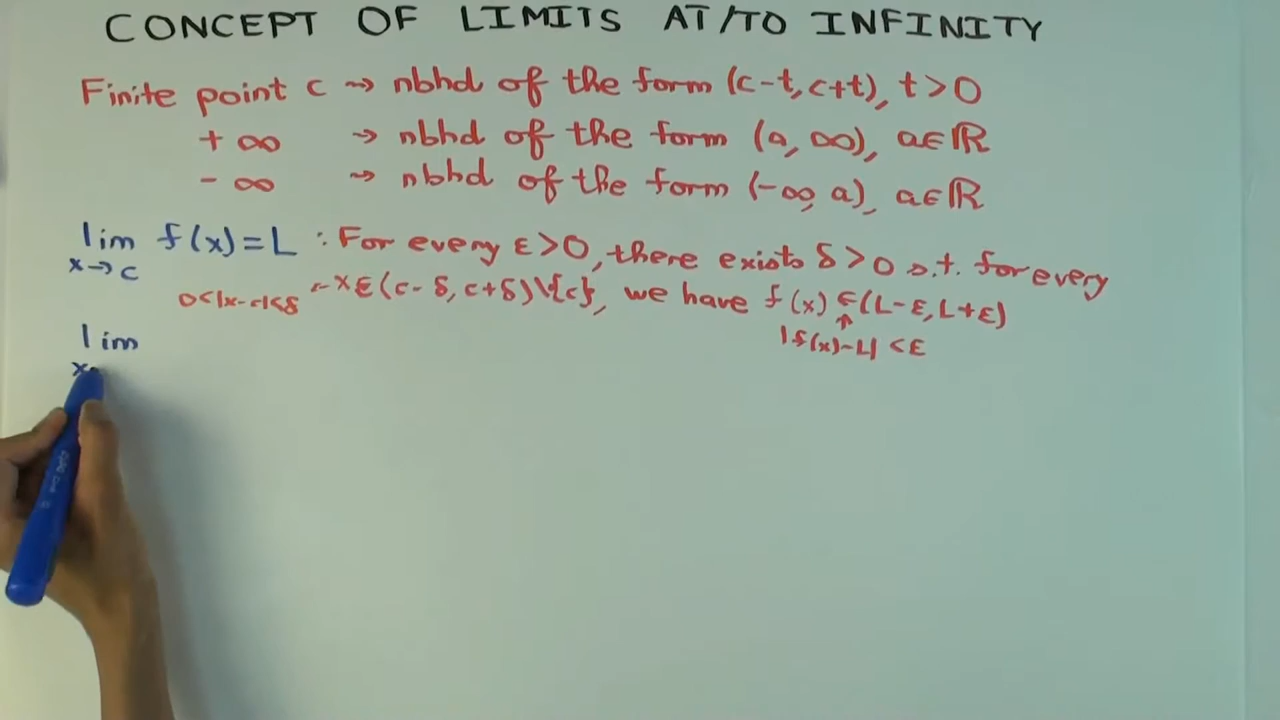 CONCEPT OF LIMITS AT/TO INFINITY
Finite point c ⇝ nbhd of the form (c-t, c+t), t>0
+ ∞ ⇝ nbhd of the form (a, ∞), a∈ℝ
- ∞ ⇝ nbhd of the form (-∞, a), a∈ℝ
lim f(x)=L : For every ε>0, there exists δ>0 s.t. for every
x→c
x∈(c-δ, c+δ)\{c}, we have f(x) ∈(L-ε, L+ε)
0<|x-c|<δ
|f(x)-L| <ε
lim
x